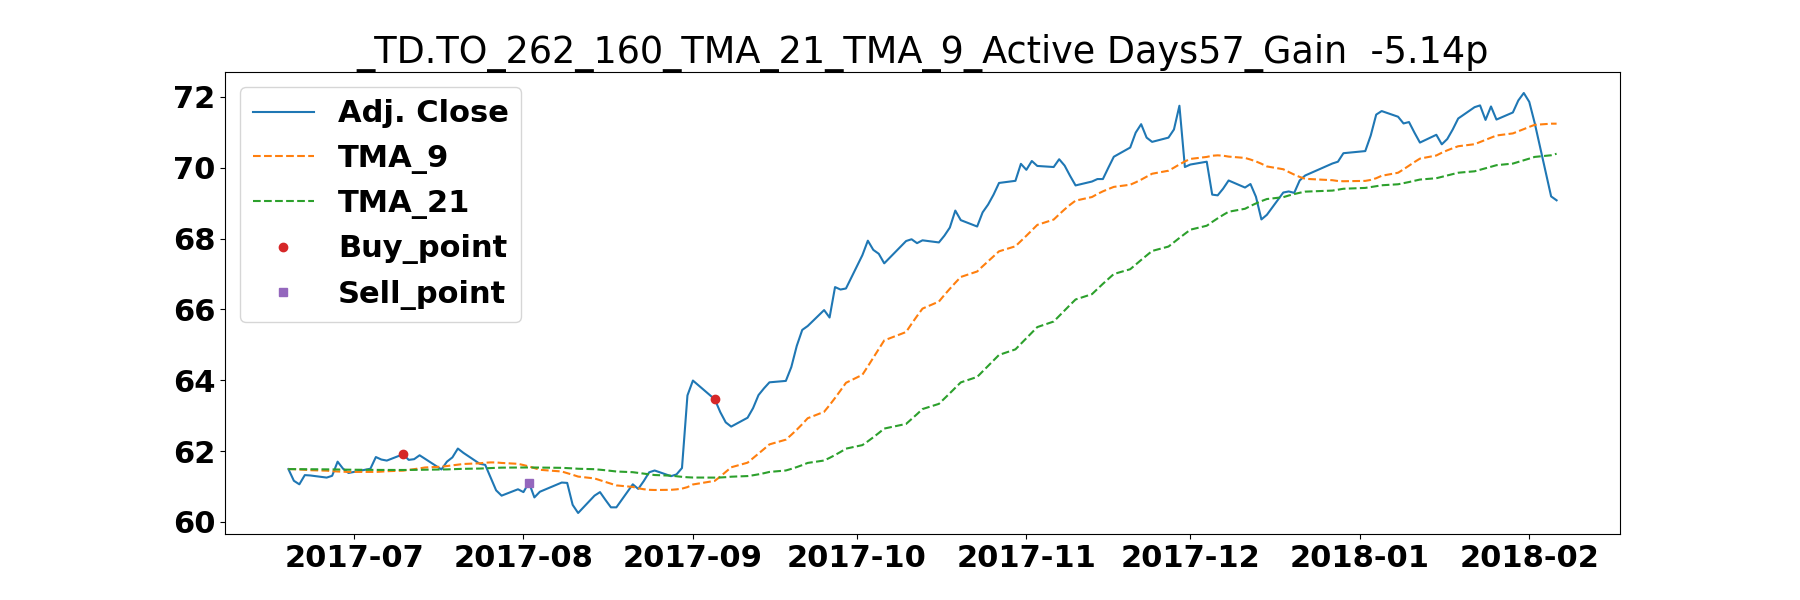 _TD.TO_262_160_TMA_21_TMA_9_Active Days57_Gain  -5.14p
Adj. Close
TMA_9
TMA_21
Buy_point
Sell_point
72
70
68
66
64
62
60
2017-07 2017-08 2017-09 2017-10 2017-11 2017-12 2018-01 2018-02